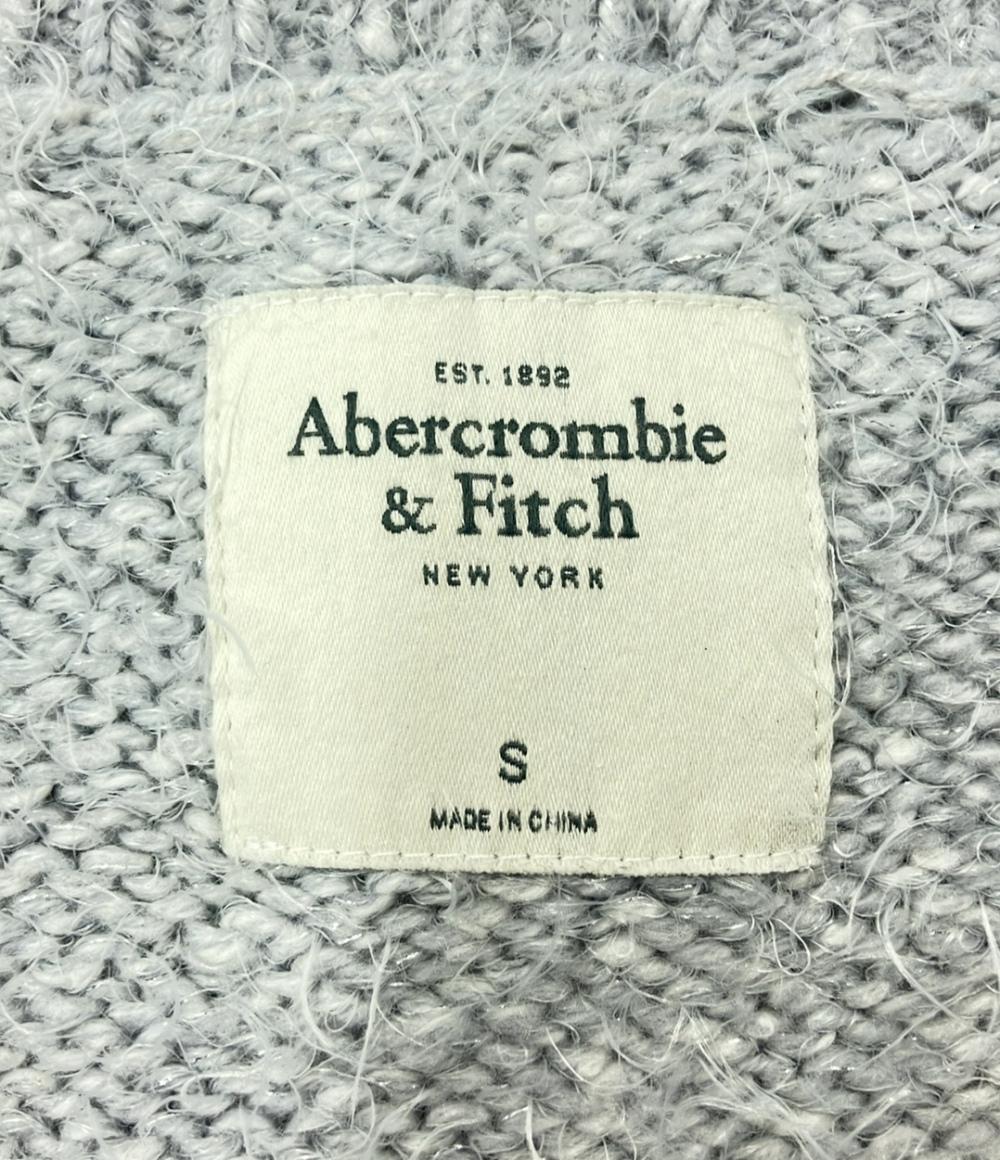 EST. 1892
Abercrombie
& Fitch
NEW YORK
S
MADE IN CHINA